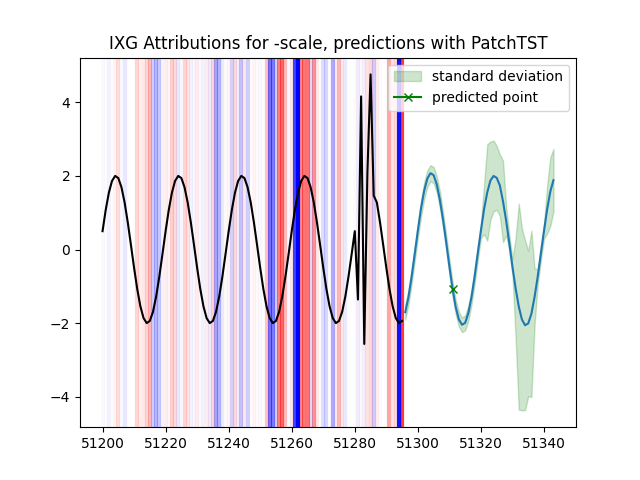 IXG Attributions for -scale, predictions with PatchTST
standard deviation
predicted point
4
2
0
−2
−4
51200 51220 51240 51260 51280 51300 51320 51340